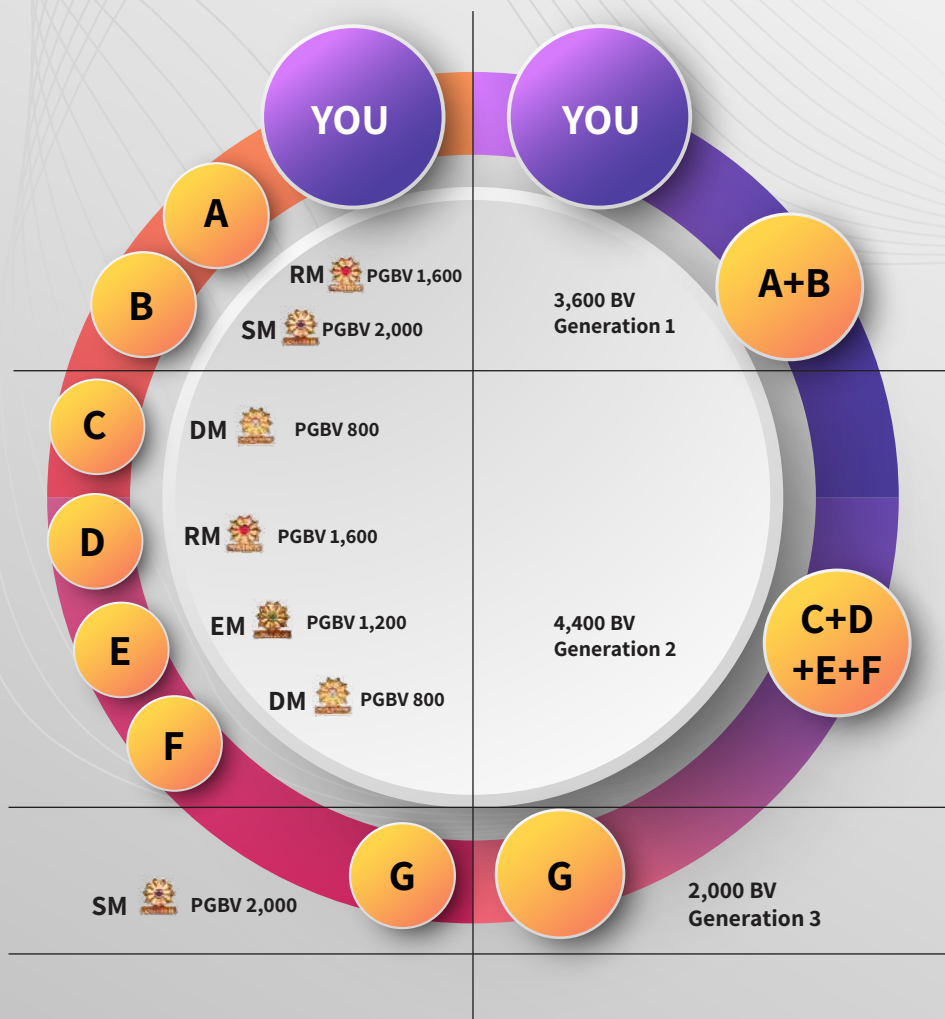 YOU
YOU
A
A+B
RM PGBV 1,600
B
3,600 BV
Generation 1
SM PGBV 2,000
C
DM PGBV 800
D
RM PGBV 1,600
E
EM PGBV 1,200
4,400 BV
Generation 2
C+D
+E+F
F
DM PGBV 800
G
G
SM PGBV 2,000
2,000 BV
Generation 3